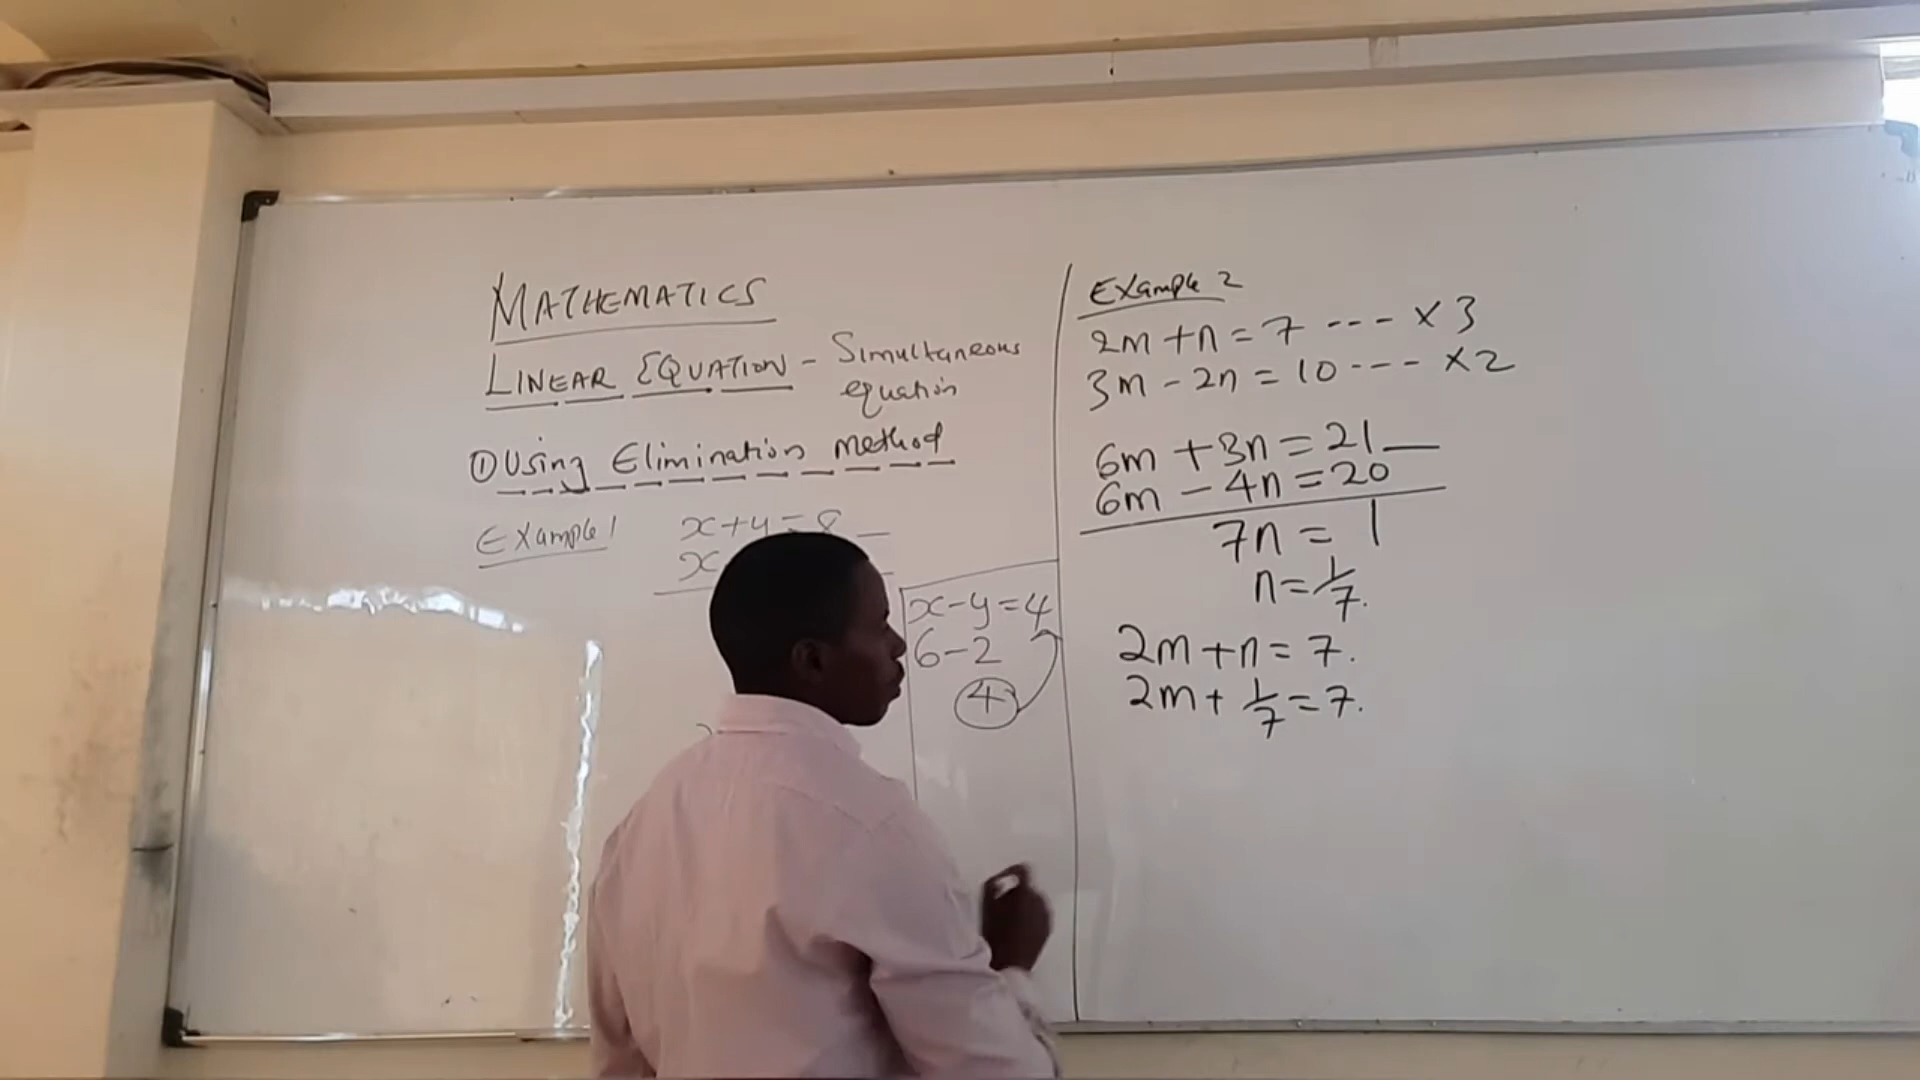 MATHEMATICS
LINEAR EQUATION - Simultaneous
equation
① Using Elimination method
Example 1
x+y=8
x
x-y=4
6-2
4
Example 2
2m+n=7 --- ×3
3m-2n=10 --- ×2
6m+3n=21
6m-4n=20
7n=1
n=1/7.
2m+n=7.
2m+1/7=7.